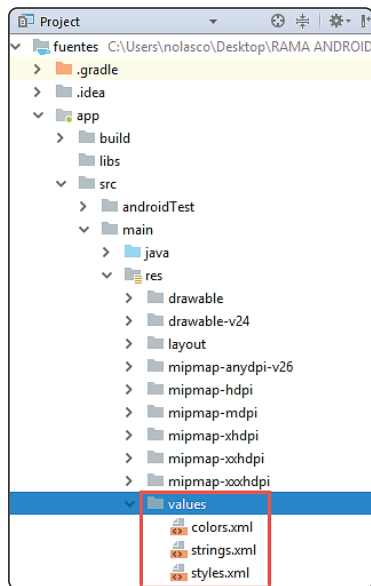 Project
fuentes C:\Users\nolasco\Desktop\RAMA ANDROID
.gradle
.idea
app
build
libs
src
androidTest
main
java
res
drawable
drawable-v24
layout
mipmap-anydpi-v26
mipmap-hdpi
mipmap-mdpi
mipmap-xhdpi
mipmap-xxhdpi
mipmap-xxxhdpi
values
colors.xml
strings.xml
styles.xml